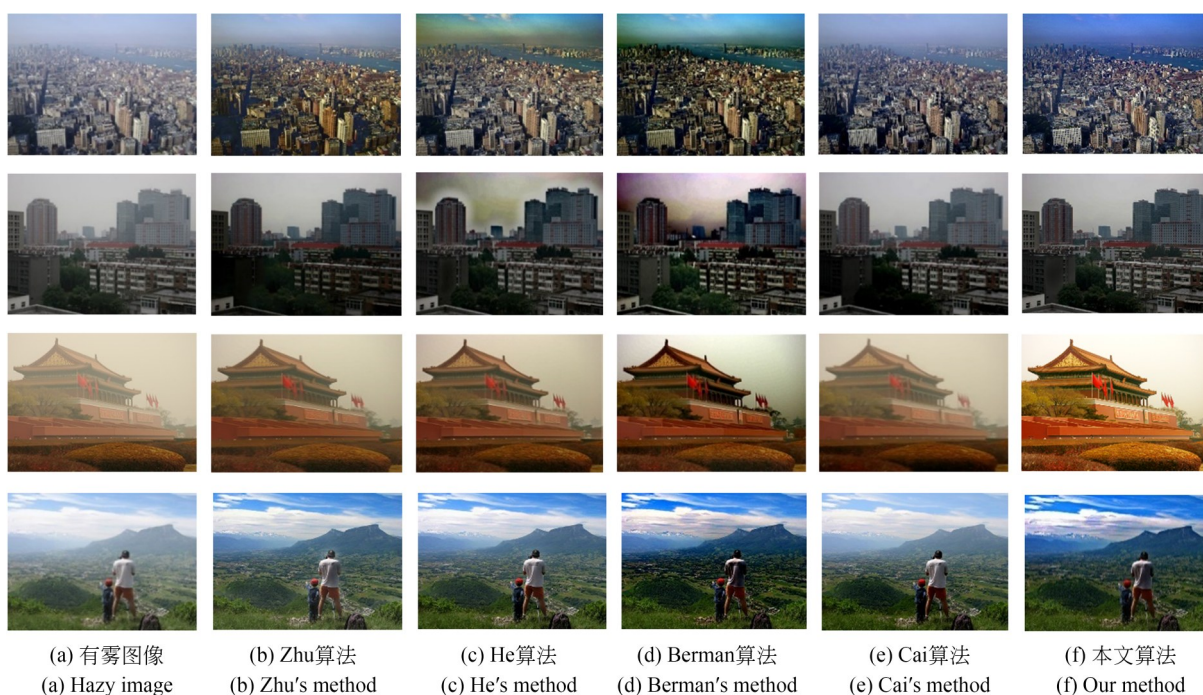 (a) 有雾图像 (b) Zhu算法 (c) He算法 (d) Berman算法 (e) Cai算法 (f) 本文算法
(a) Hazy image (b) Zhu's method (c) He's method (d) Berman's method (e) Cai's method (f) Our method